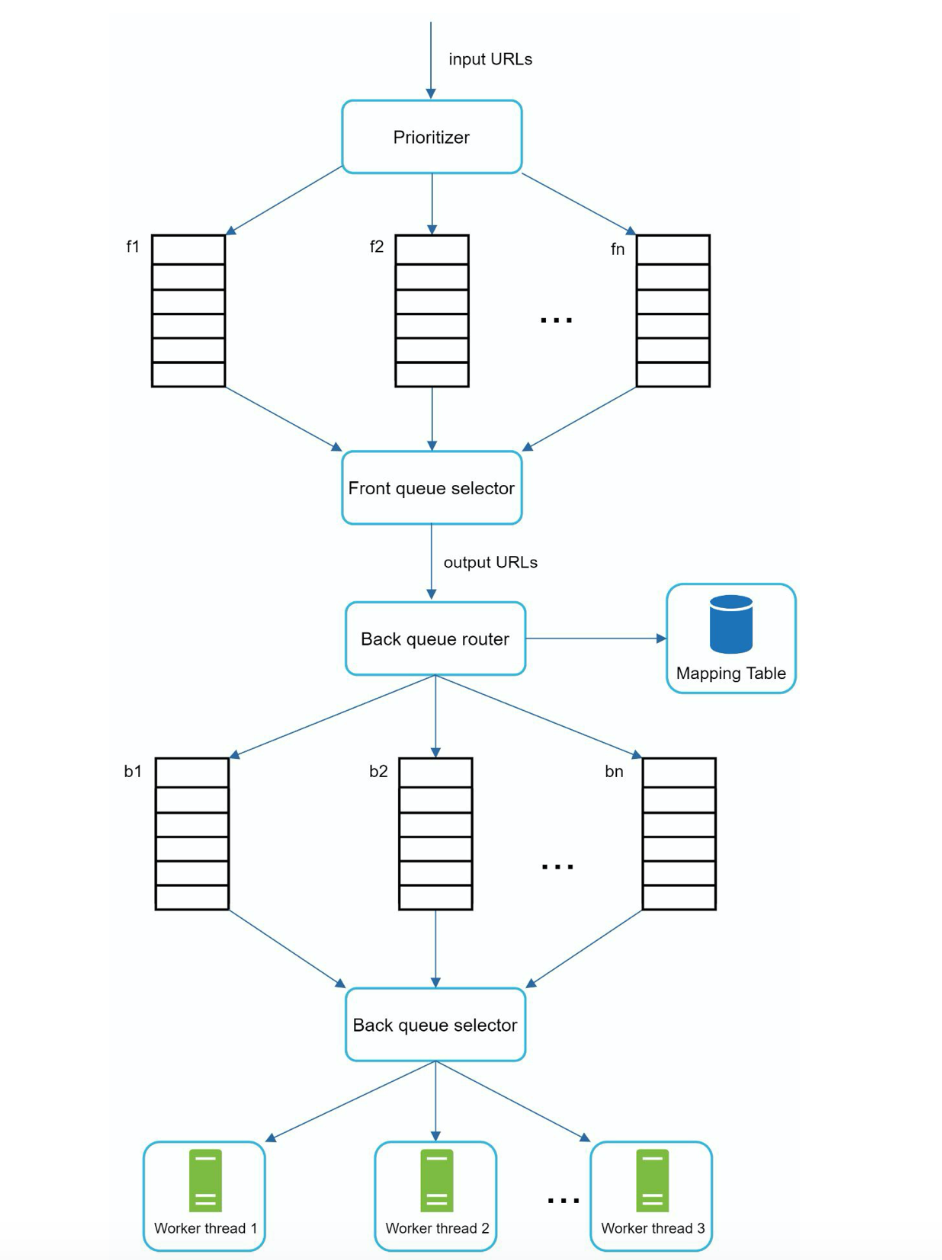 input URLs
Prioritizer
f1
f2
fn
...
Front queue selector
output URLs
Back queue router
Mapping Table
b1
b2
bn
...
Back queue selector
...
Worker thread 1
Worker thread 2
Worker thread 3